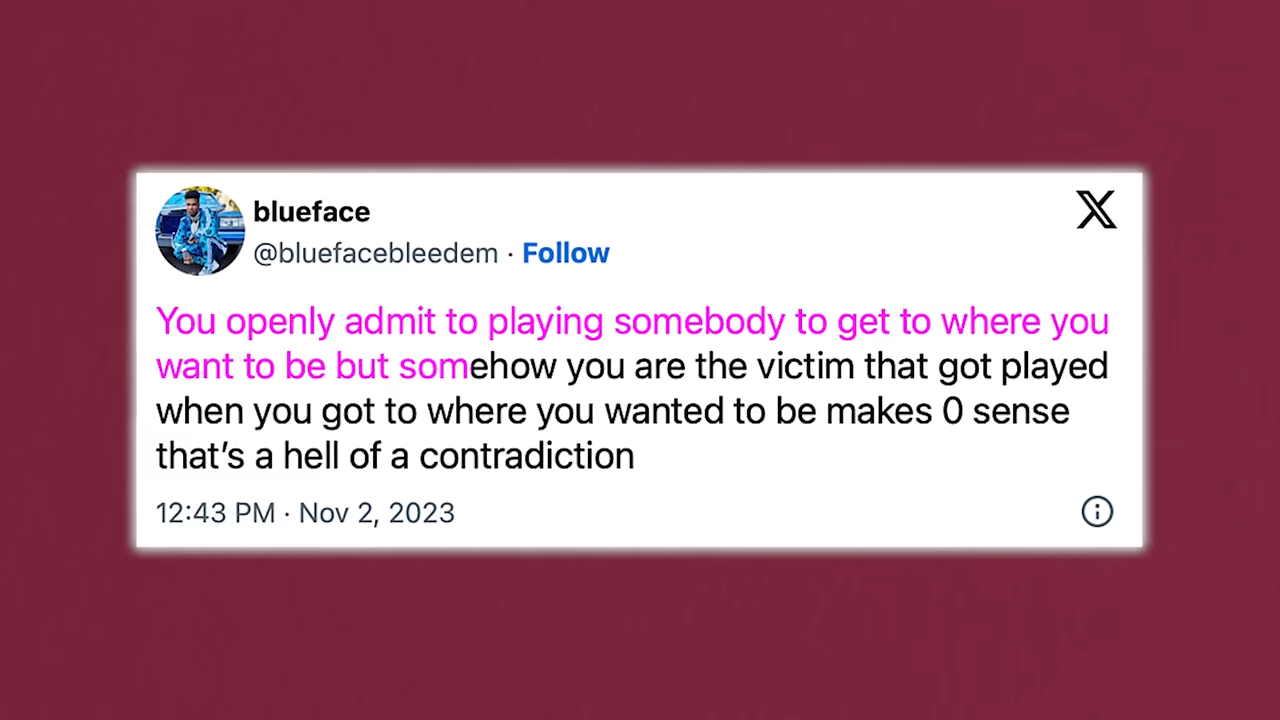 blueface
@bluefacebleedem · Follow
You openly admit to playing somebody to get to where you
want to be but somehow you are the victim that got played
when you got to where you wanted to be makes 0 sense
that's a hell of a contradiction
12:43 PM · Nov 2, 2023